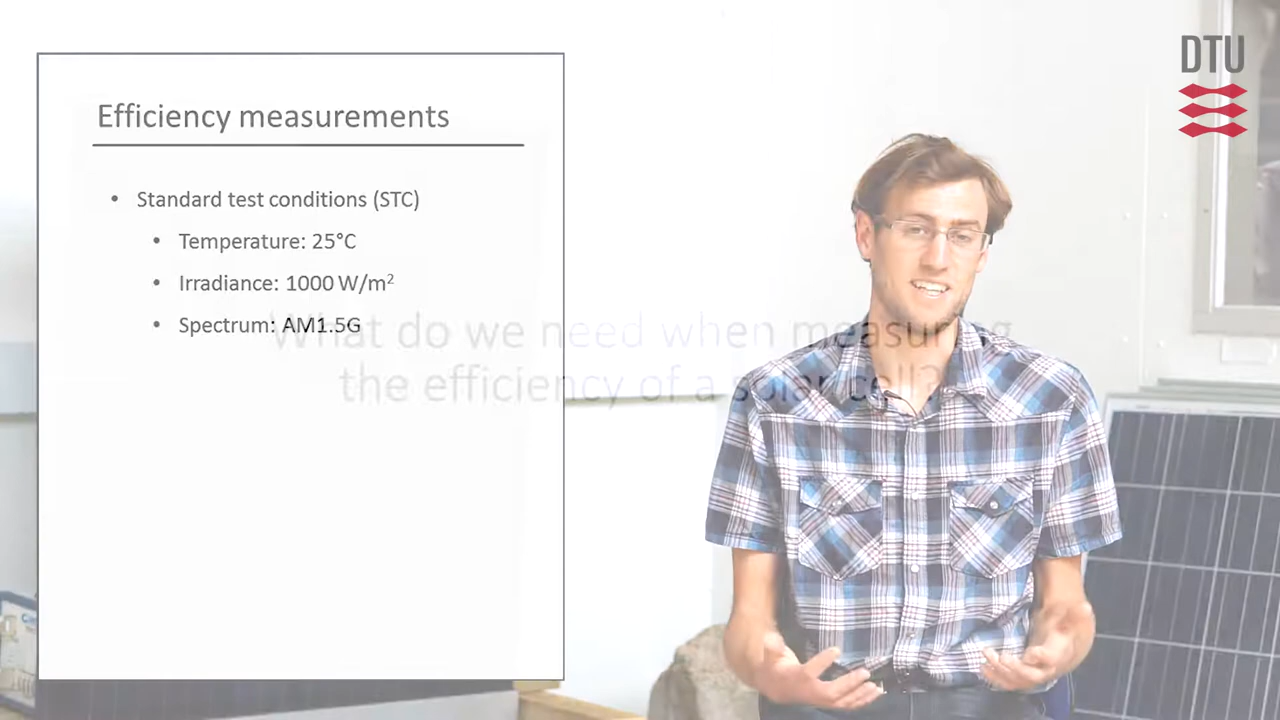 Efficiency measurements
• Standard test conditions (STC)
• Temperature: 25°C
• Irradiance: 1000 W/m²
• Spectrum: AM1.5G
What do we need when measuring
the efficiency of a solar cell?
DTU